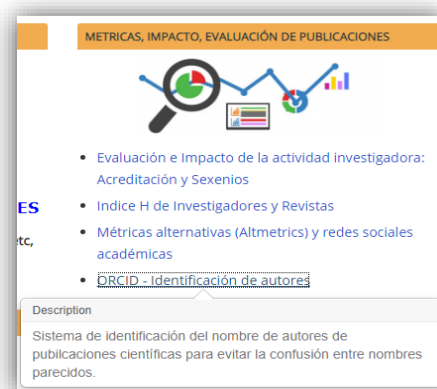 METRICAS, IMPACTO, EVALUACIÓN DE PUBLICACIONES
Evaluación e Impacto de la actividad investigadora:
Acreditación y Sexenios
Indice H de Investigadores y Revistas
Métricas alternativas (Altmetrics) y redes sociales
académicas
ORCID - Identificación de autores
ES
etc,
Description
Sistema de identificación del nombre de autores de
pubilcaciones científicas para evitar la confusión entre nombres
parecidos.